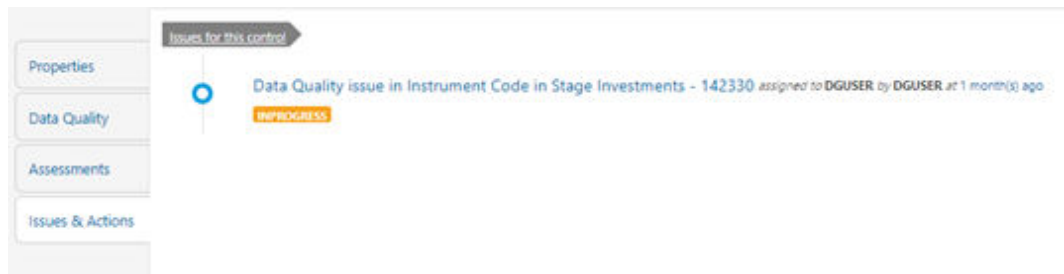 Issues for this control
Properties
Data Quality issue in Instrument Code in Stage Investments - 142330 assigned to DGUSER by DGUSER at 1 month(s) ago
INPROGRESS
Data Quality
Assessments
Issues & Actions